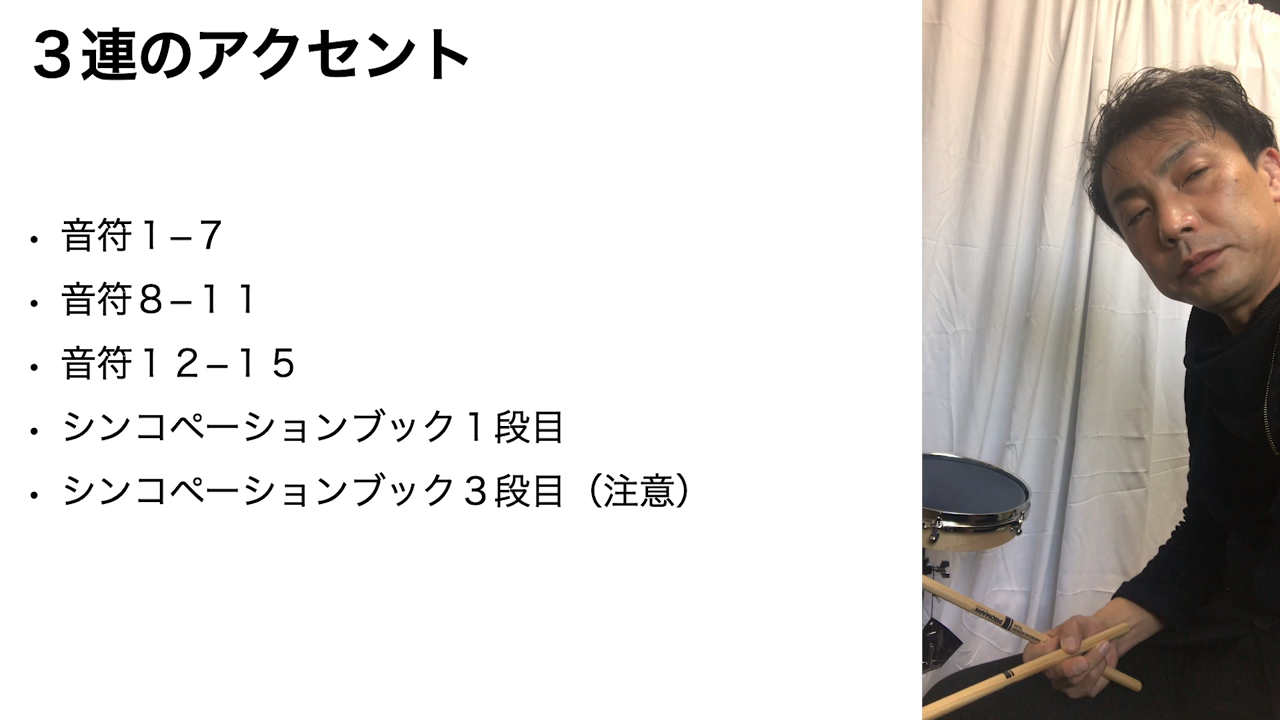 ３連のアクセント
• 音符１–７
• 音符８–１１
• 音符１２–１５
• シンコペーションブック１段目
• シンコペーションブック３段目（注意）
PROMARK